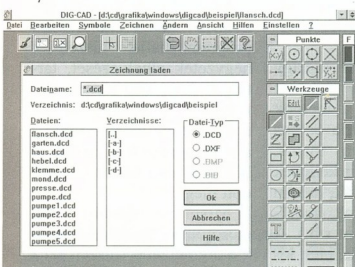 DIG-CAD - [d:\cd\grafika\windows\digcad\beispiel\flansch.dcd]
Datei Bearbeiten Symbole Zeichnen Ändern Ansicht Hilfen Einstellen ?
Punkte
F
Werkzeuge
Zeichnung laden
Dateiname: *.dcd
Verzeichnis: d:\cd\grafika\windows\digcad\beispiel
Dateien: Verzeichnisse: Datei-Typ
flansch.dcd [..] .DCD
garten.dcd [-a-]
haus.dcd [-b-] .DXF
hebel.dcd [-c-]
klemme.dcd [-d-] .BMP
mond.dcd
presse.dcd .BIB
pumpe.dcd
pumpe1.dcd Ok
pumpe2.dcd
pumpe3.dcd Abbrechen
pumpe4.dcd
pumpe5.dcd Hilfe